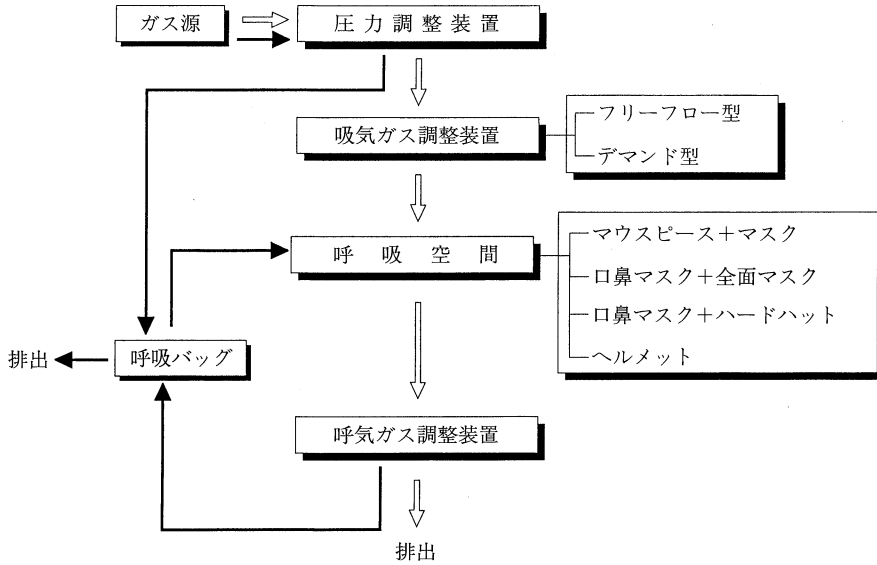 ガス源
圧力調整装置
吸気ガス調整装置
フリーフロー型
デマンド型
呼吸空間
マウスピース＋マスク
口鼻マスク＋全面マスク
口鼻マスク＋ハードハット
ヘルメット
排出
呼吸バッグ
呼気ガス調整装置
排出